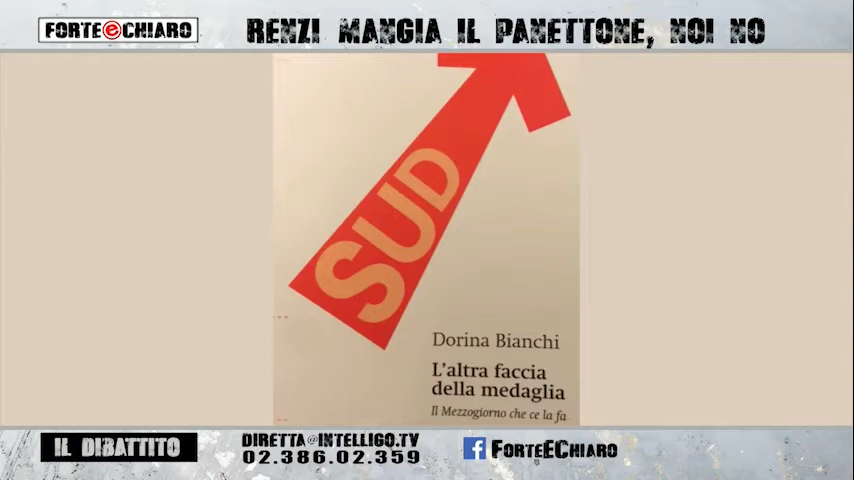 FORTE e CHIARO
RENZI MANGIA IL PANETTONE, NOI NO
SUD
Dorina Bianchi
L'altra faccia
della medaglia
Il Mezzogiorno che ce la fa
IL DIBATTITO
DIRETTA@INTELLIGO.TV
02.386.02.359
f FORTEECHIARO